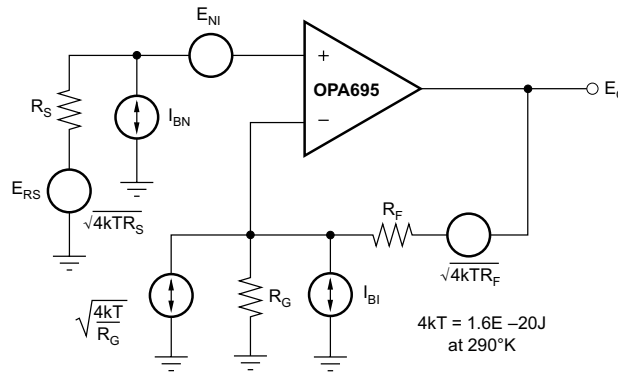 E_NI
+
OPA695
−
E_O
R_S
I_BN
E_RS
√4kTR_S
R_F
√4kTR_F
√4kT/R_G
R_G
I_BI
4kT = 1.6E –20J
at 290°K